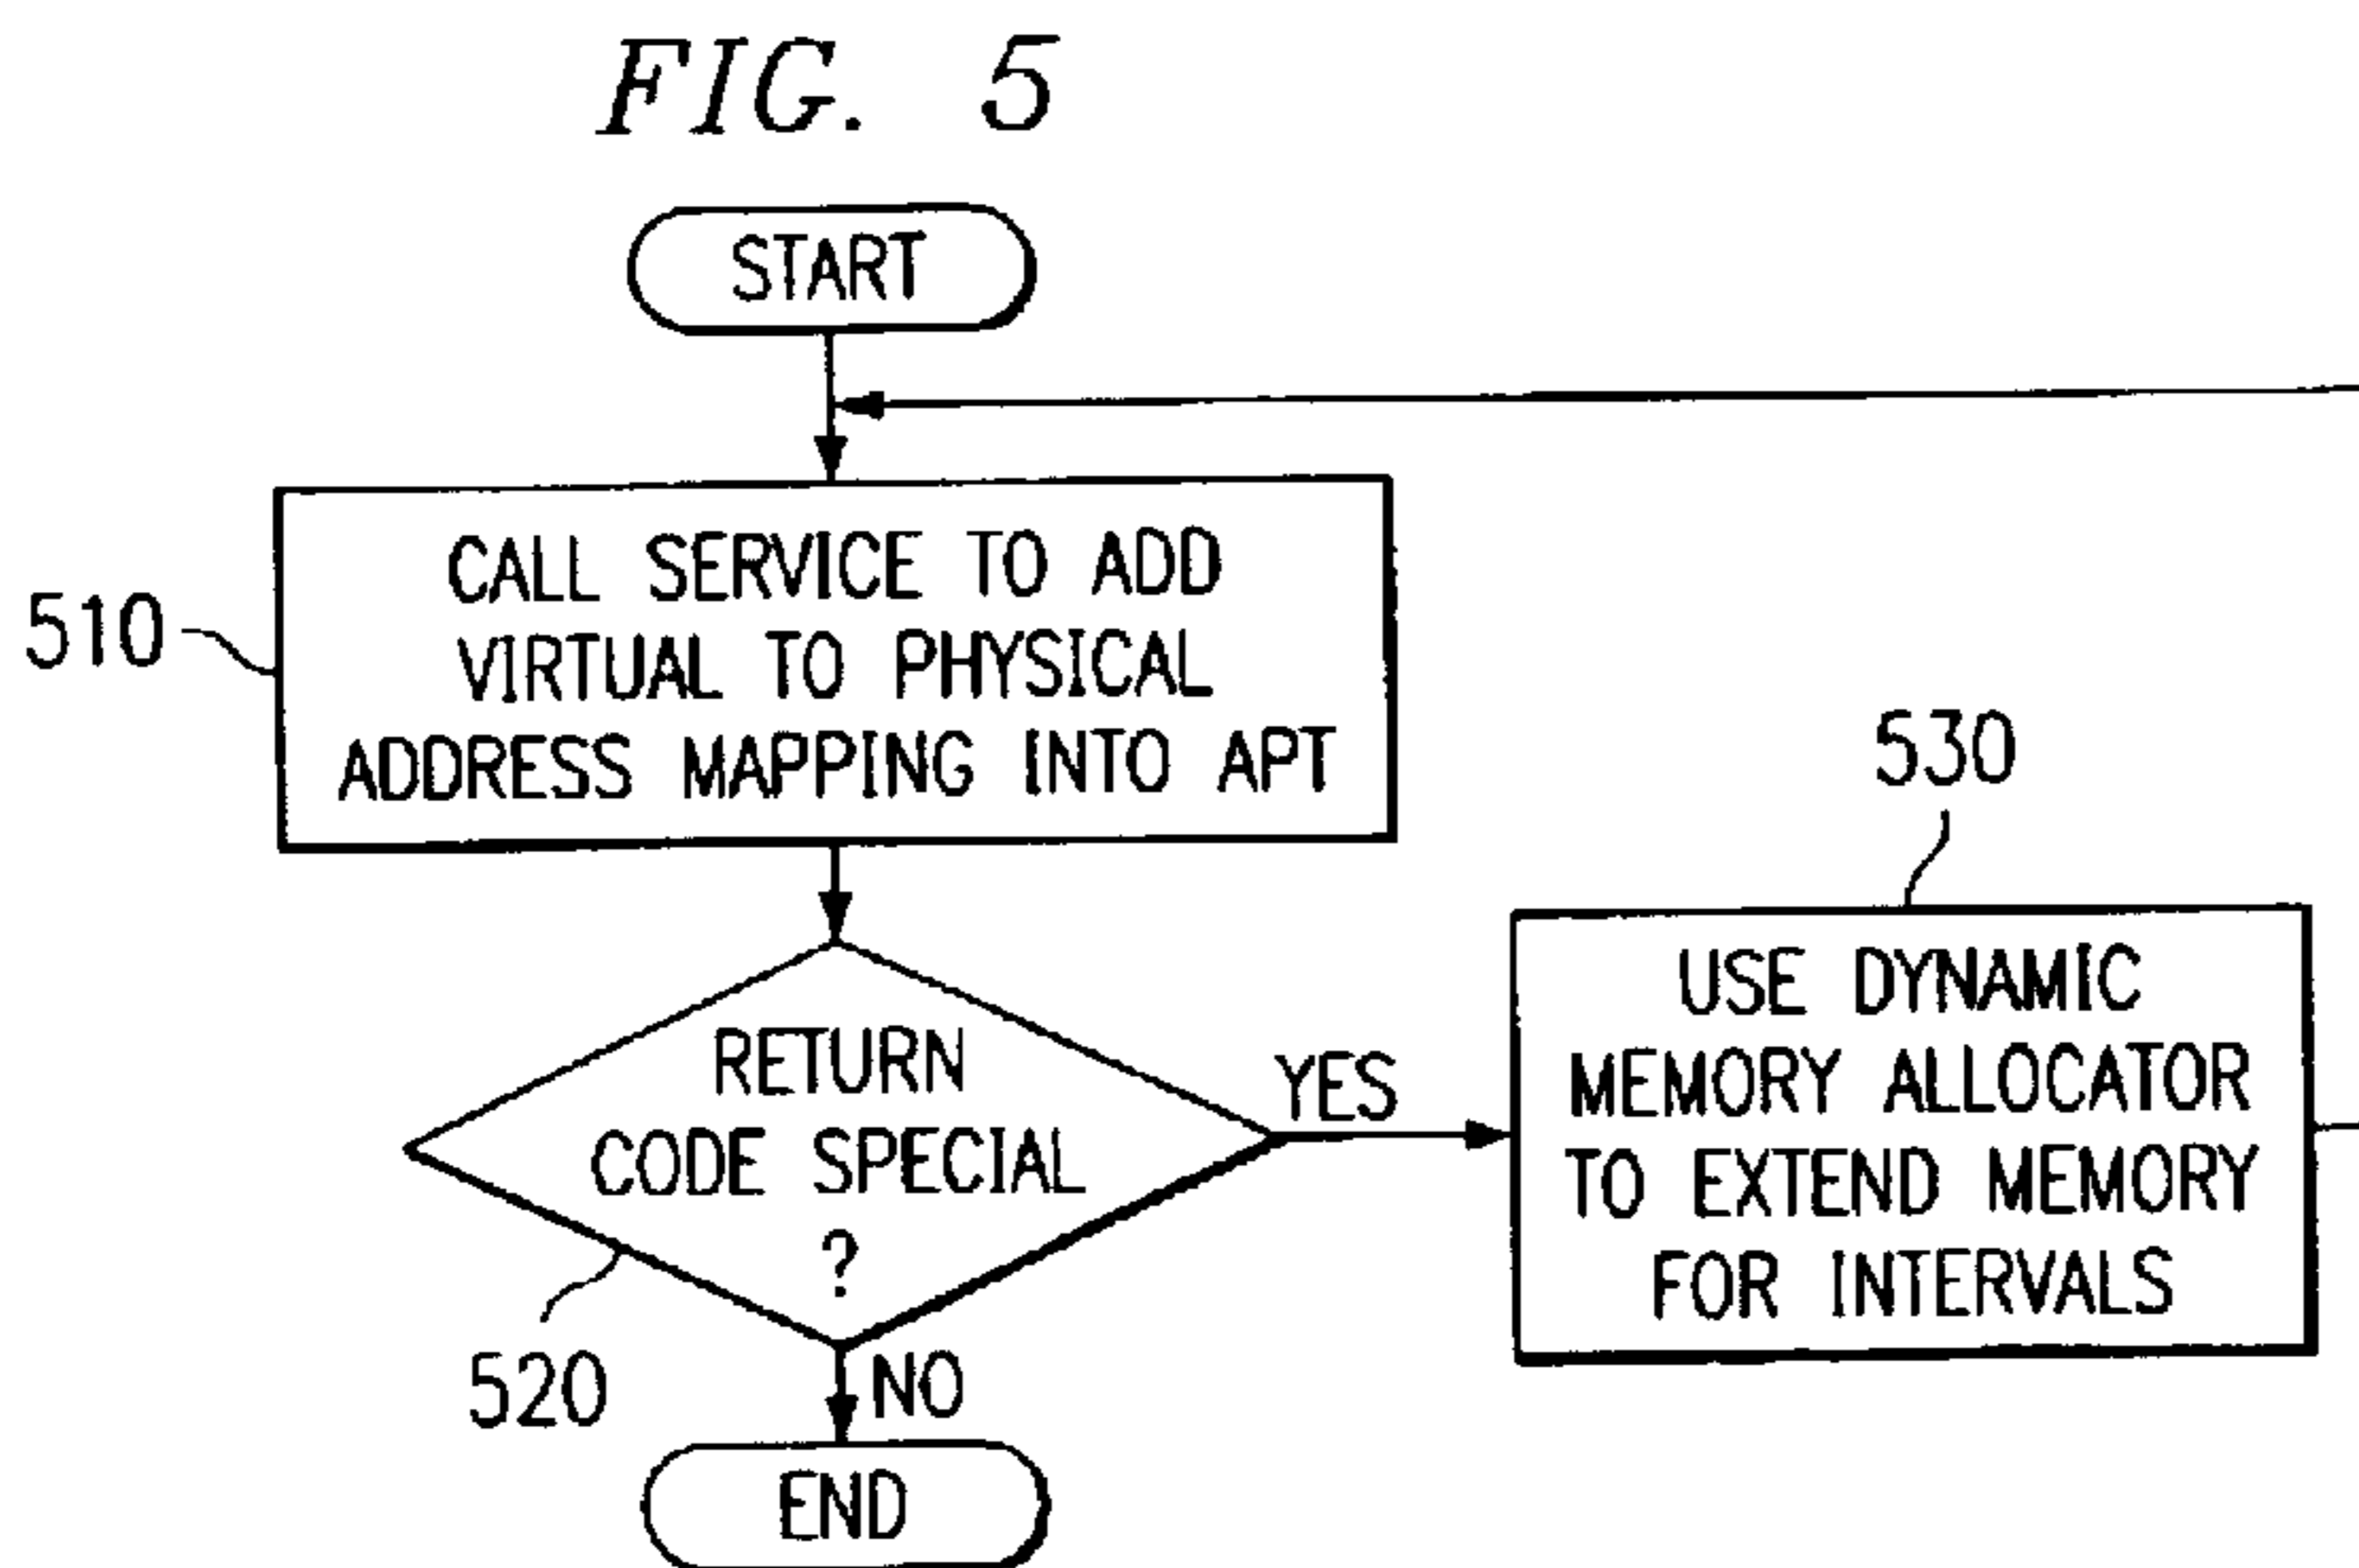 FIG. 5
START
CALL SERVICE TO ADD
VIRTUAL TO PHYSICAL
ADDRESS MAPPING INTO APT
510
530
USE DYNAMIC
MEMORY ALLOCATOR
TO EXTEND MEMORY
FOR INTERVALS
RETURN
CODE SPECIAL
?
YES
520
NO
END